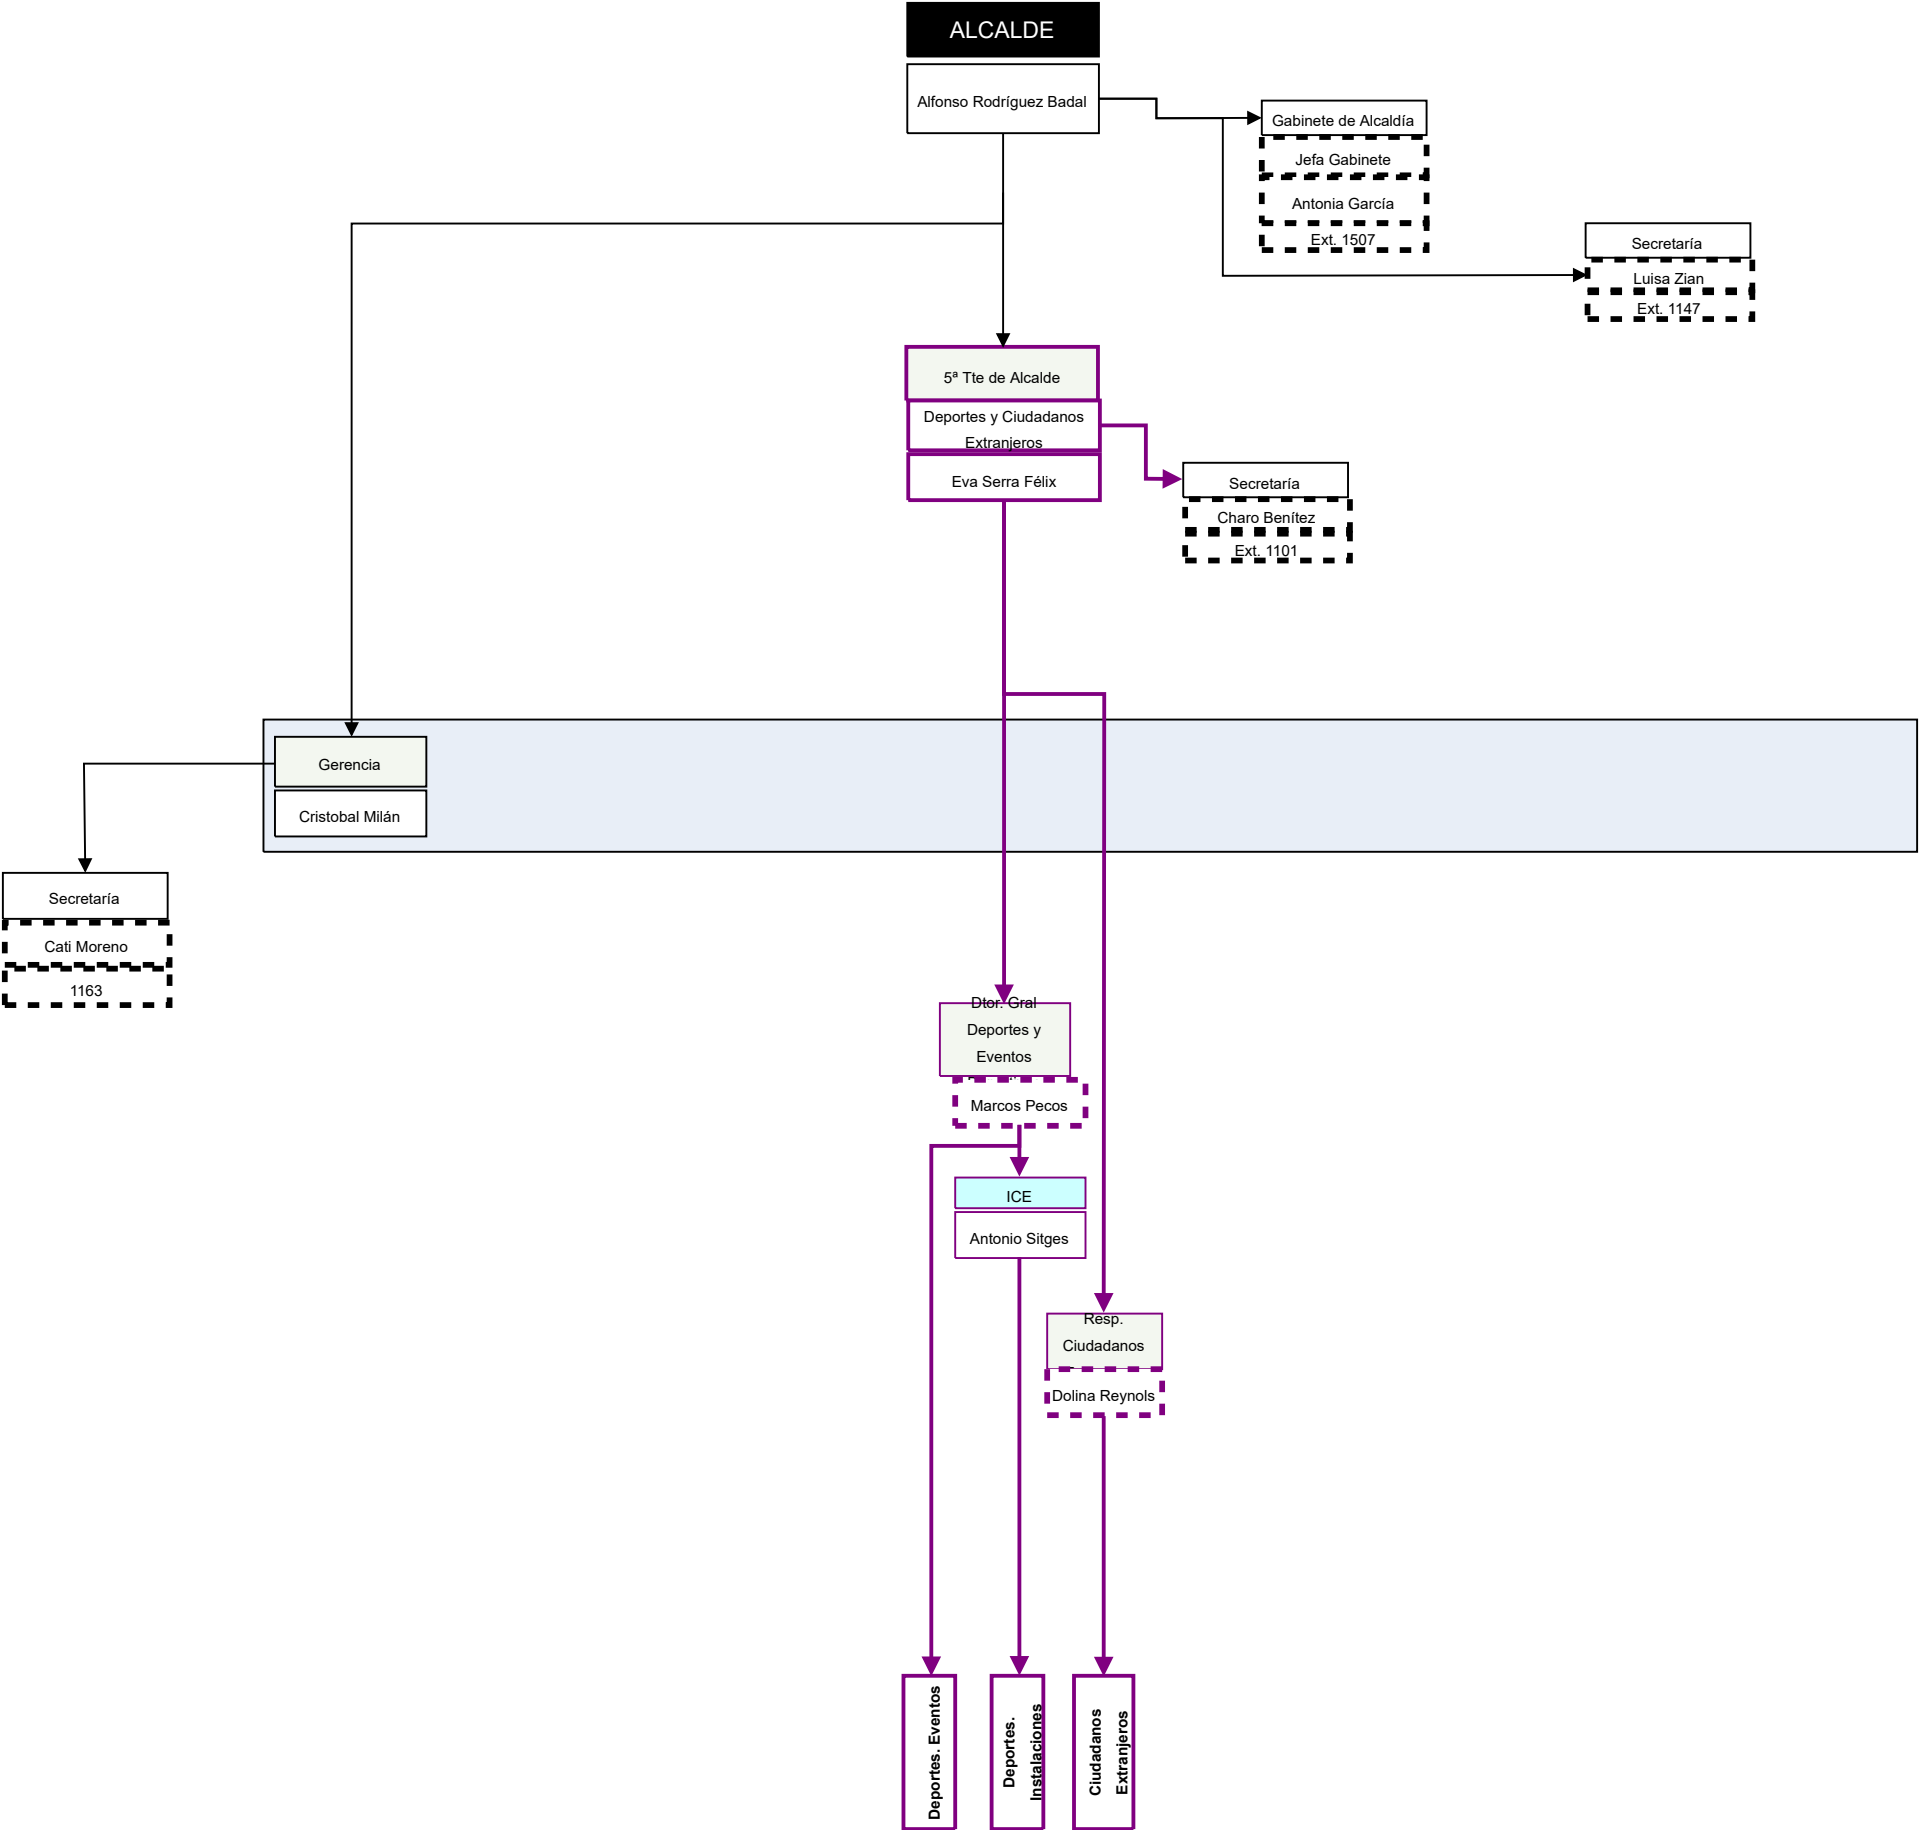 ALCALDE
Alfonso Rodríguez Badal
Gabinete de Alcaldía
Jefa Gabinete
Antonia García
Ext. 1507
Secretaría
Luisa Zian
Ext. 1147
5ª Tte de Alcalde
Deportes y Ciudadanos
Extranjeros
Eva Serra Félix
Secretaría
Charo Benítez
Ext. 1101
Gerencia
Cristobal Milán
Secretaría
Cati Moreno
1163
Dtor. Gral
Deportes y
Eventos
Marcos Pecos
ICE
Antonio Sitges
Resp.
Ciudadanos
Dolina Reynols
Deportes. Eventos
Deportes.
Instalaciones
Ciudadanos
Extranjeros